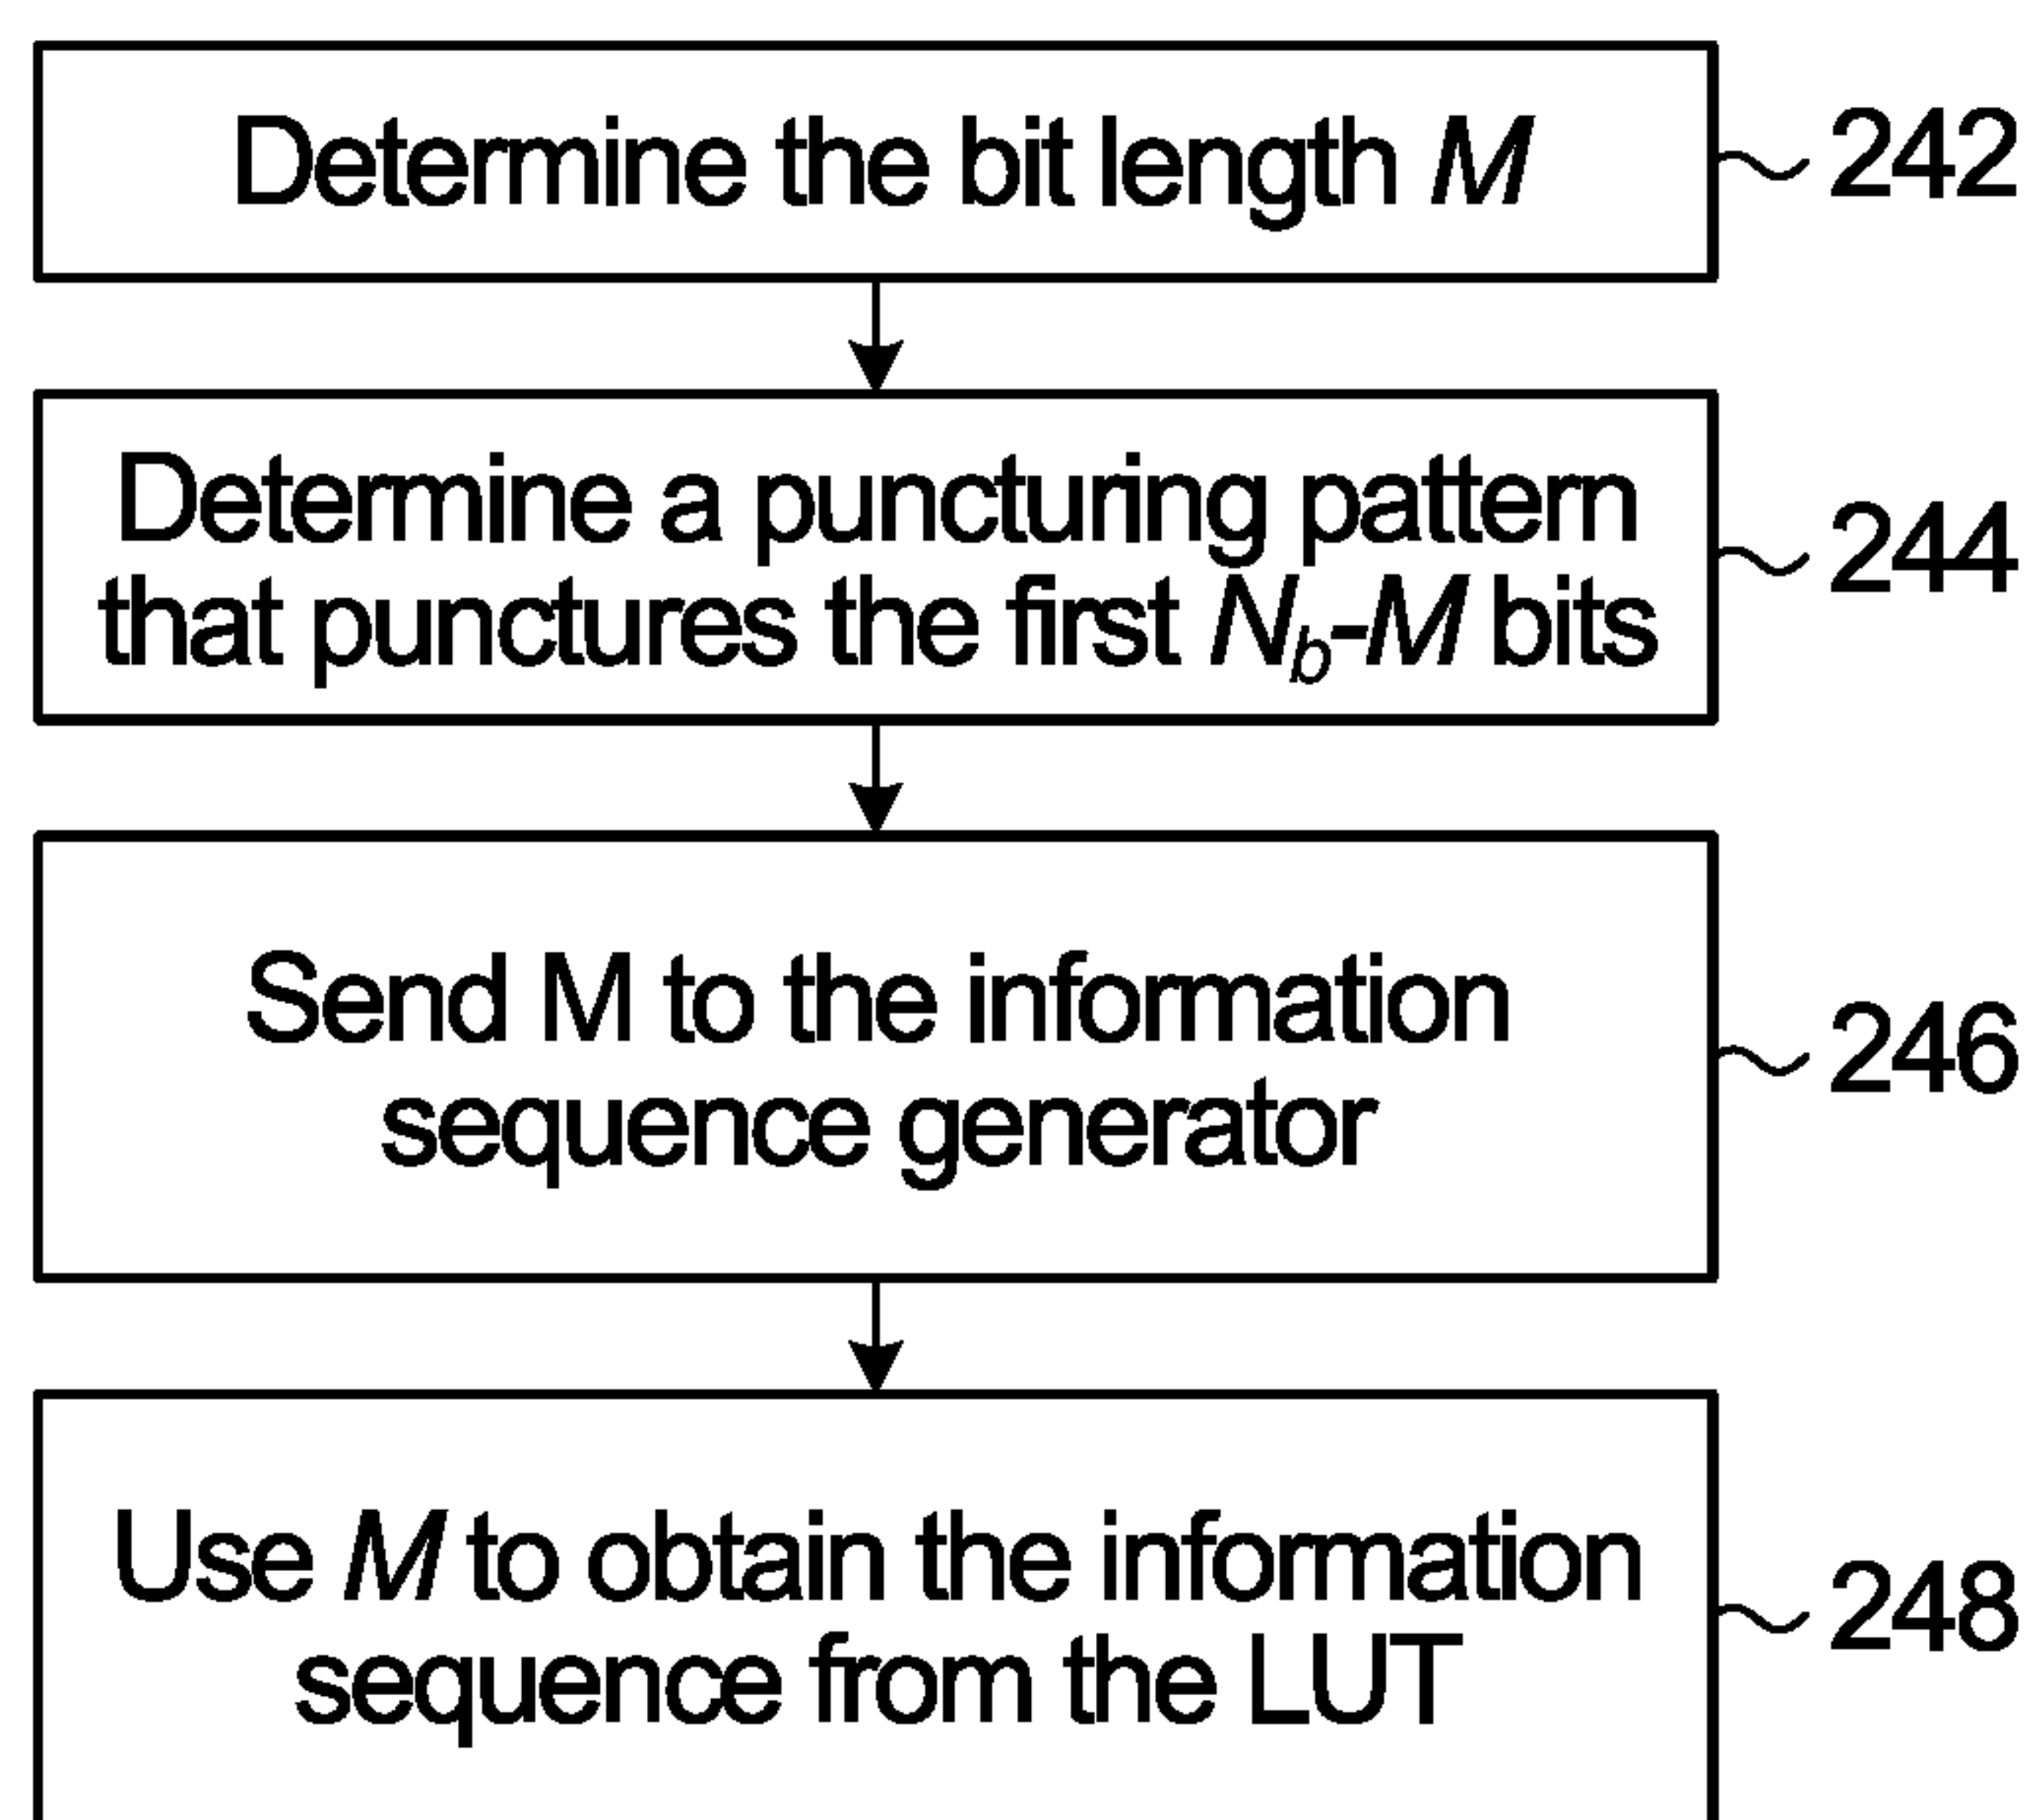 Determine the bit length M
242
Determine a puncturing pattern
that punctures the first N_b-M bits
244
Send M to the information
sequence generator
246
Use M to obtain the information
sequence from the LUT
248